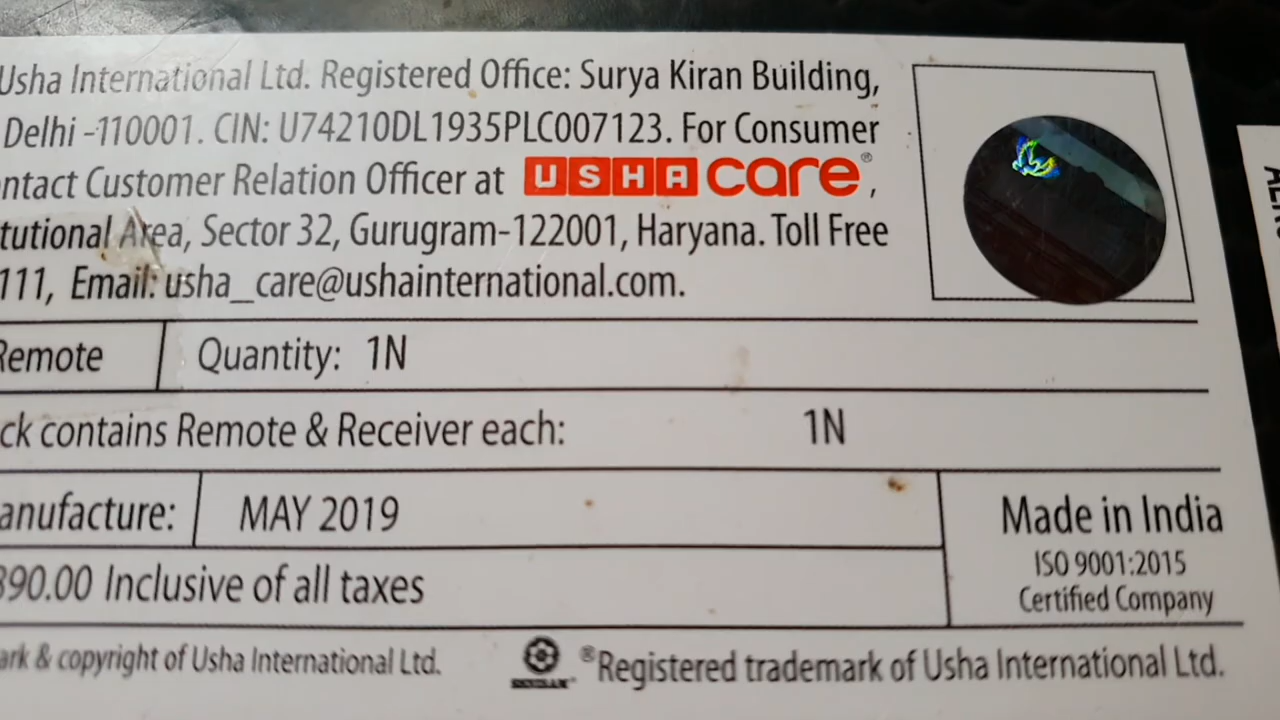 Usha International Ltd. Registered Office: Surya Kiran Building,
Delhi -110001. CIN: U74210DL1935PLC007123. For Consumer
ntact Customer Relation Officer at USHA care®,
tutional Area, Sector 32, Gurugram-122001, Haryana. Toll Free
111, Email: usha_care@ushainternational.com.
Remote Quantity: 1N
ck contains Remote & Receiver each: 1N
anufacture: MAY 2019
Made in India
ISO 9001:2015
Certified Company
390.00 Inclusive of all taxes
ark & copyright of Usha International Ltd. ®Registered trademark of Usha International Ltd.